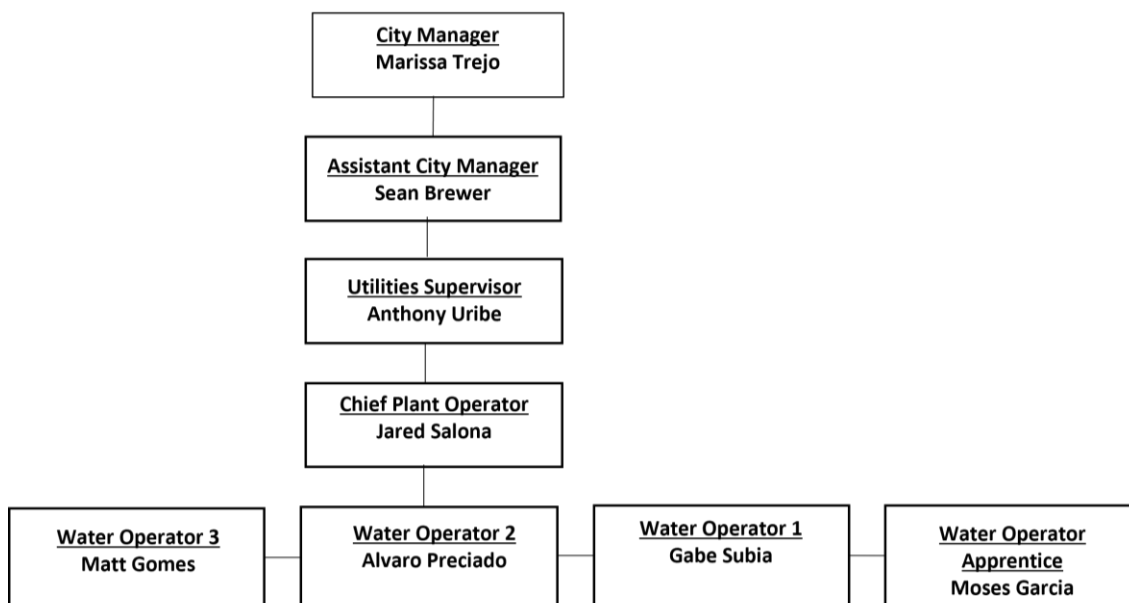 City Manager
Marissa Trejo
Assistant City Manager
Sean Brewer
Utilities Supervisor
Anthony Uribe
Chief Plant Operator
Jared Salona
Water Operator 3
Matt Gomes
Water Operator 2
Alvaro Preciado
Water Operator 1
Gabe Subia
Water Operator
Apprentice
Moses Garcia